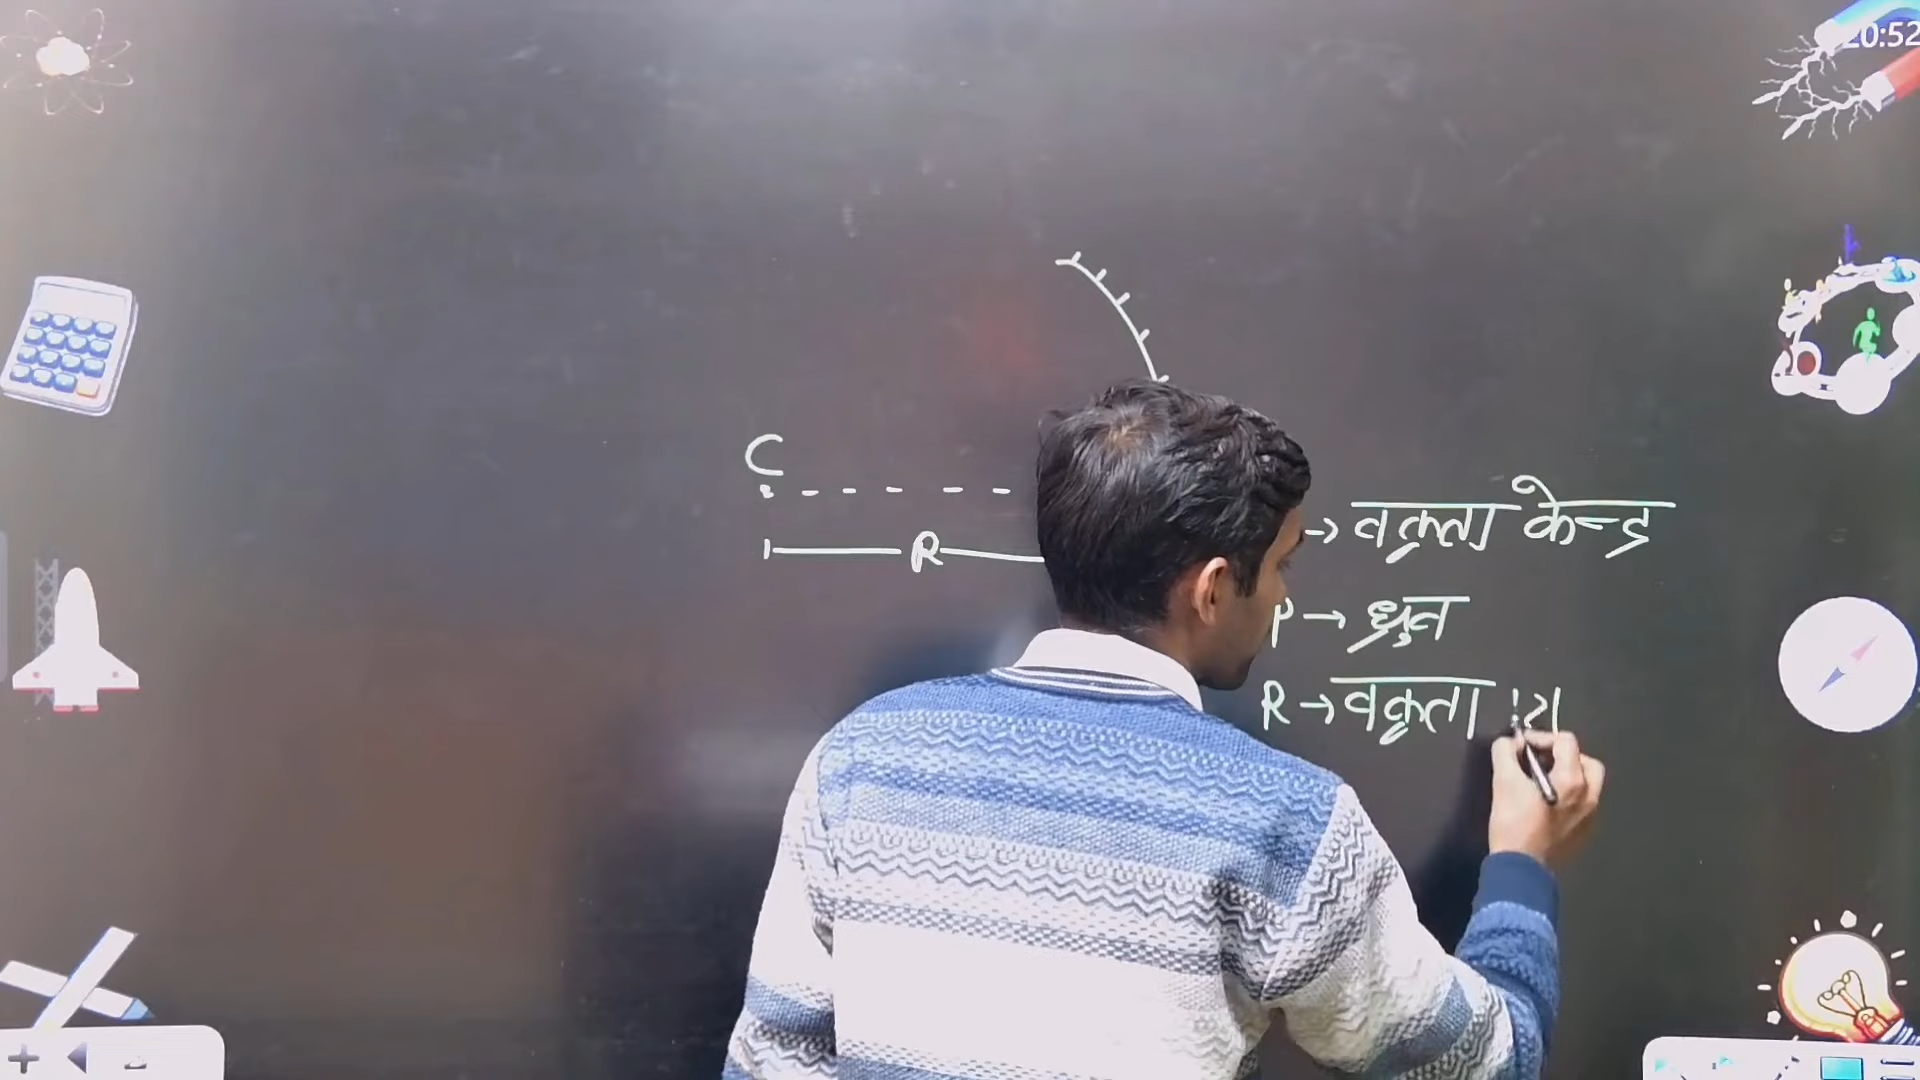 20:52
C
R
→ वक्रता केन्द्र
P → ध्रुव
R → वक्रता